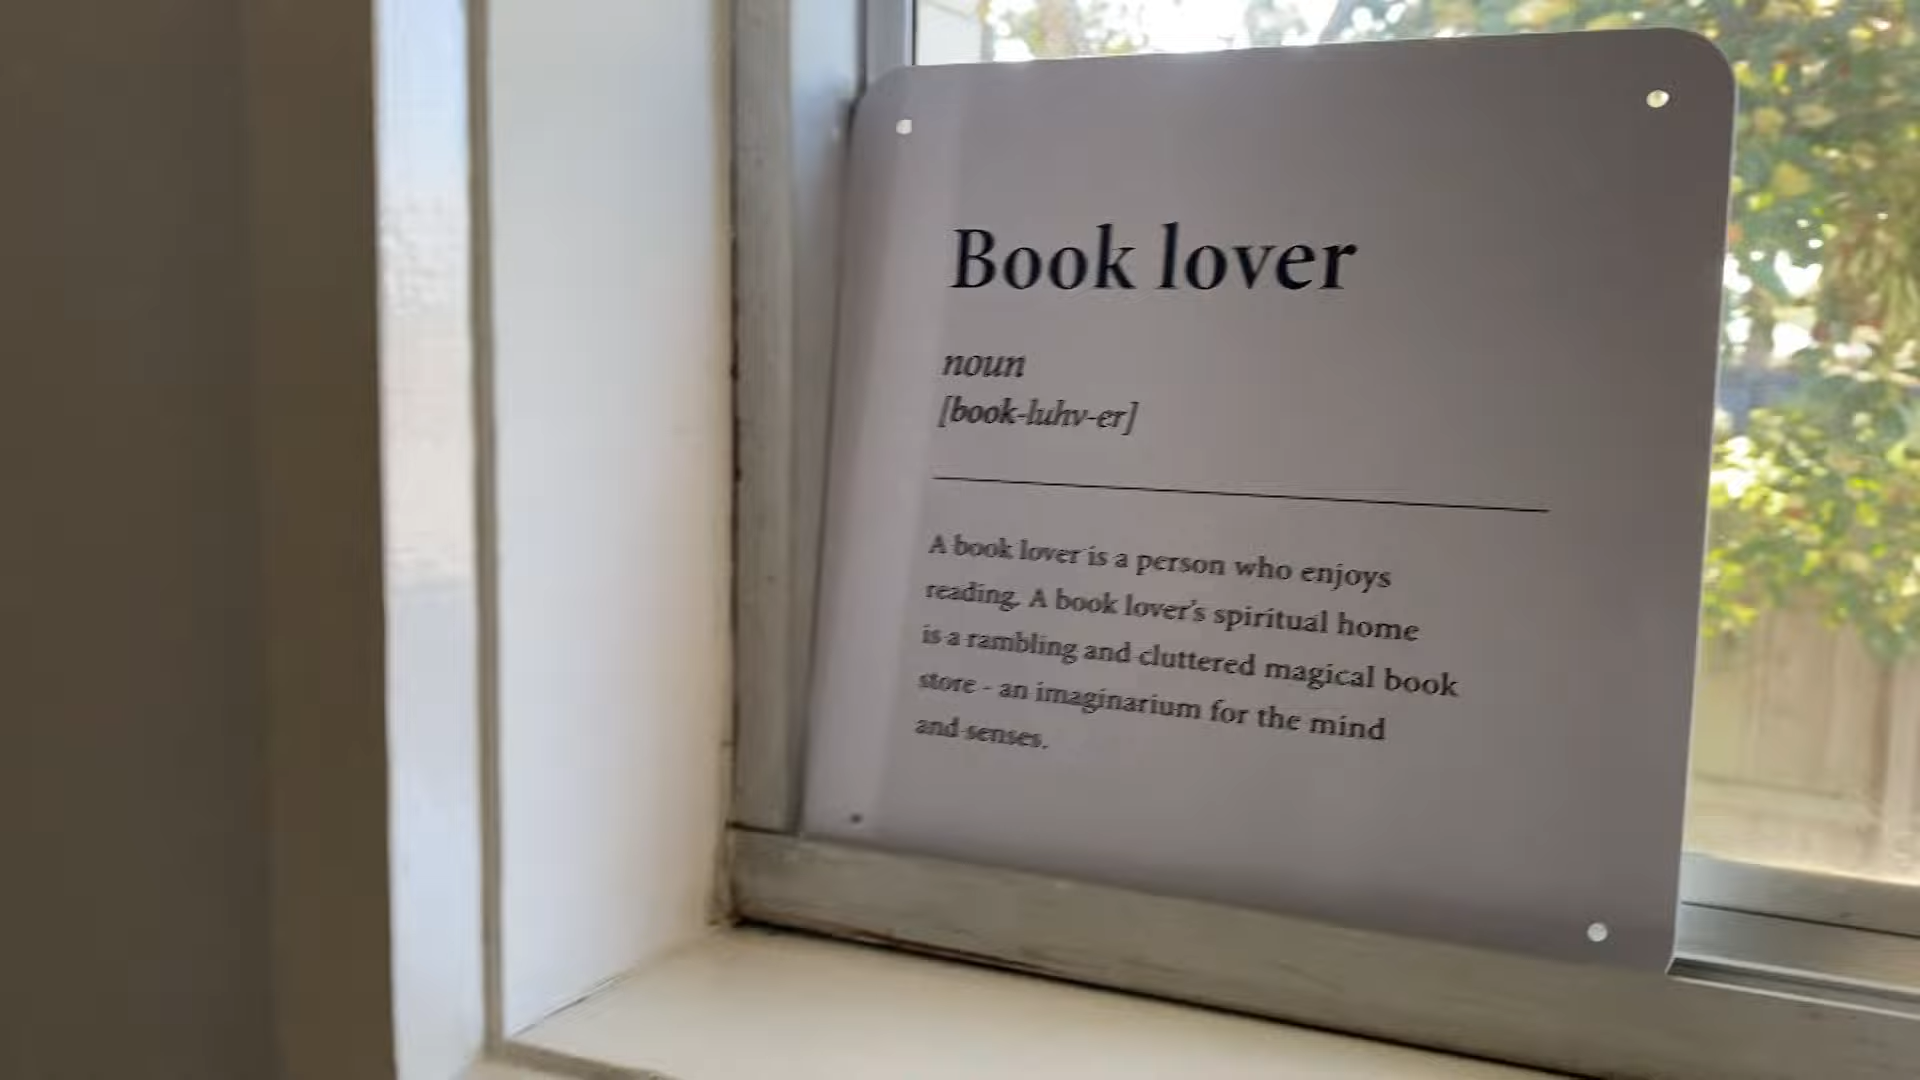 Book lover
noun
[book-luhv-er]
A book lover is a person who enjoys
reading. A book lover's spiritual home
is a rambling and cluttered magical book
store - an imaginarium for the mind
and senses.